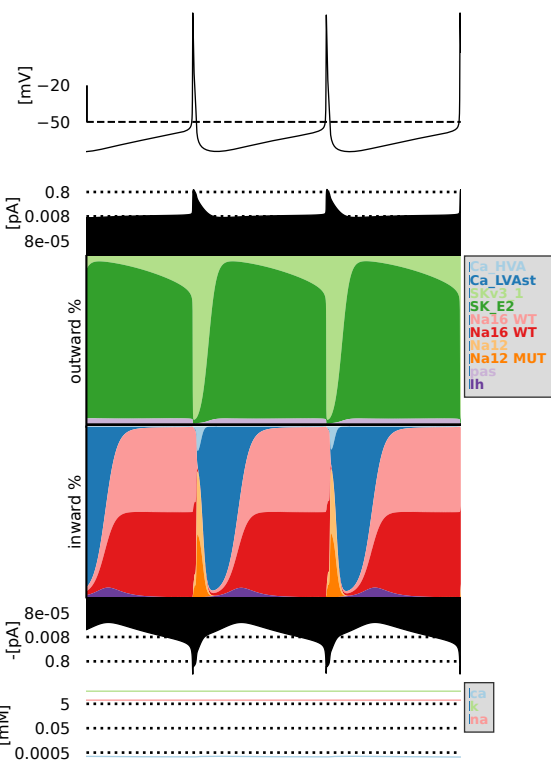 [mV]
−20
−50
[pA]
0.8
0.008
8e-05
outward %
Ca_HVA
Ca_LVAst
SKv3_1
SK_E2
Na16 WT
Na16 WT
Na12
Na12 MUT
pas
Ih
inward %
-[pA]
8e-05
0.008
0.8
[mM]
5
0.05
0.0005
ca
k
na